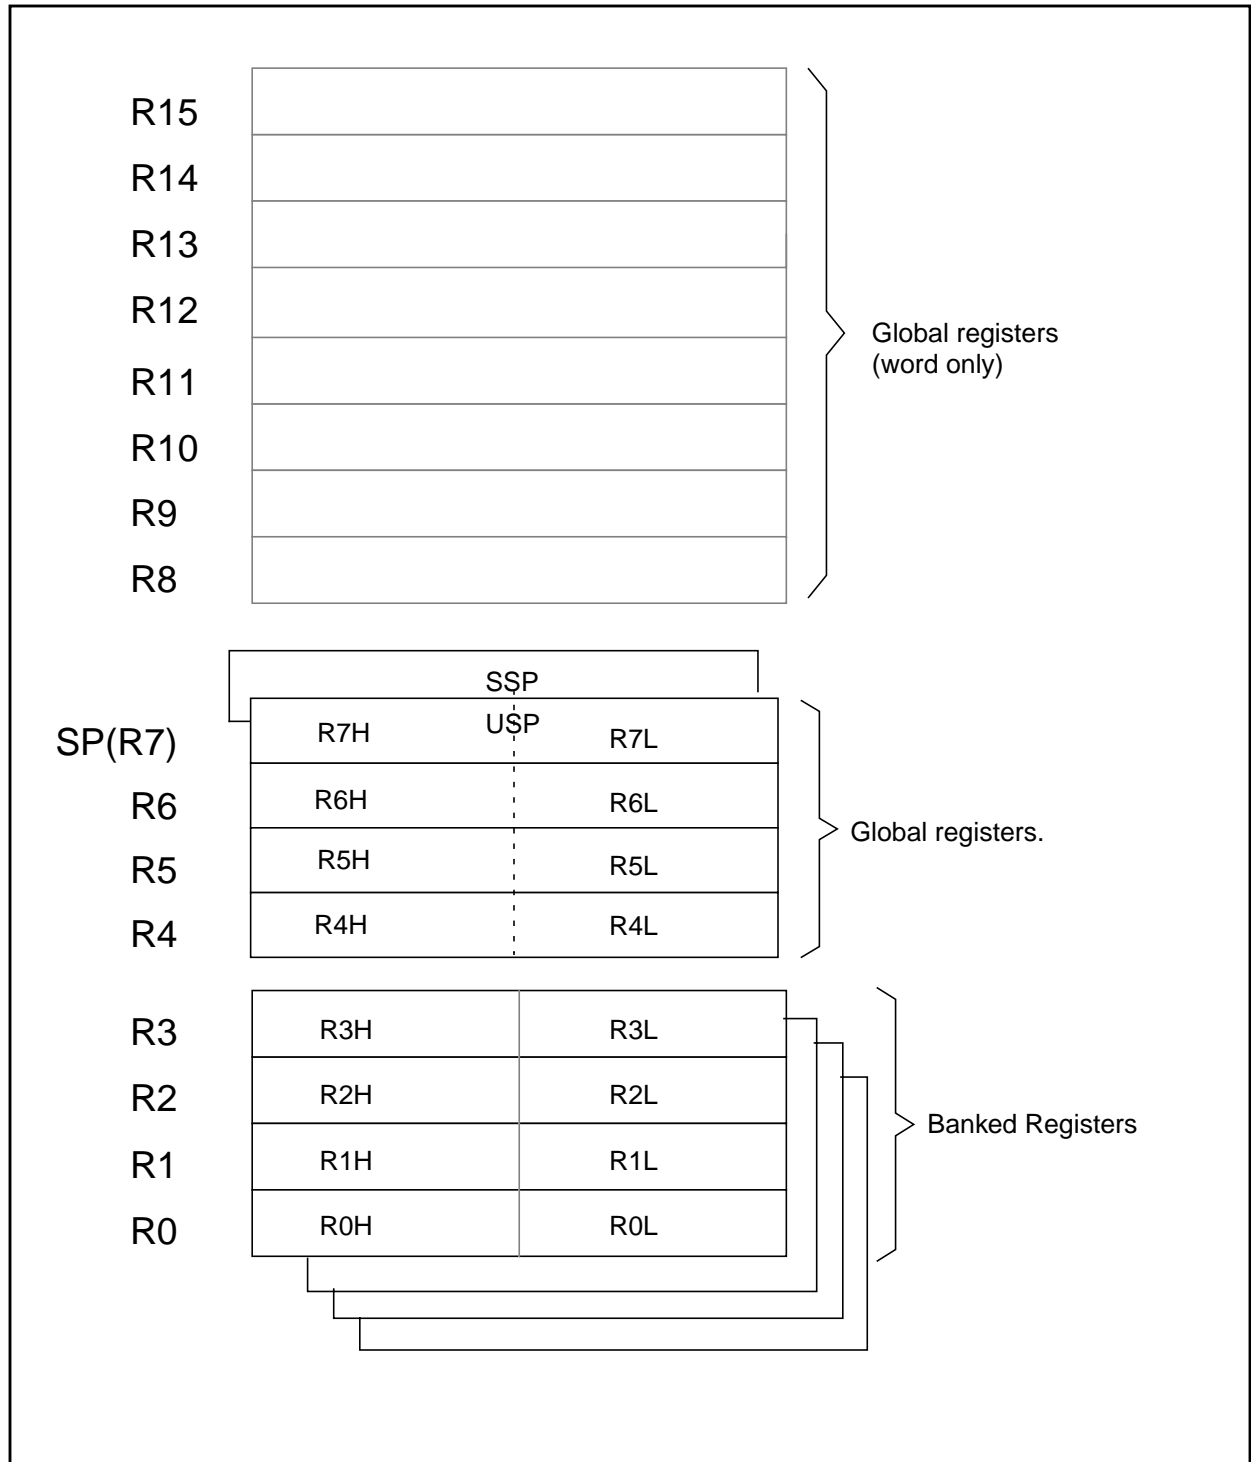 R15
R14
R13
R12
Global registers
(word only)
R11
R10
R9
R8
SSP
SP(R7) R7H USP R7L
R6 R6H R6L
Global registers.
R5 R5H R5L
R4 R4H R4L
R3 R3H R3L
R2 R2H R2L
Banked Registers
R1 R1H R1L
R0 R0H R0L